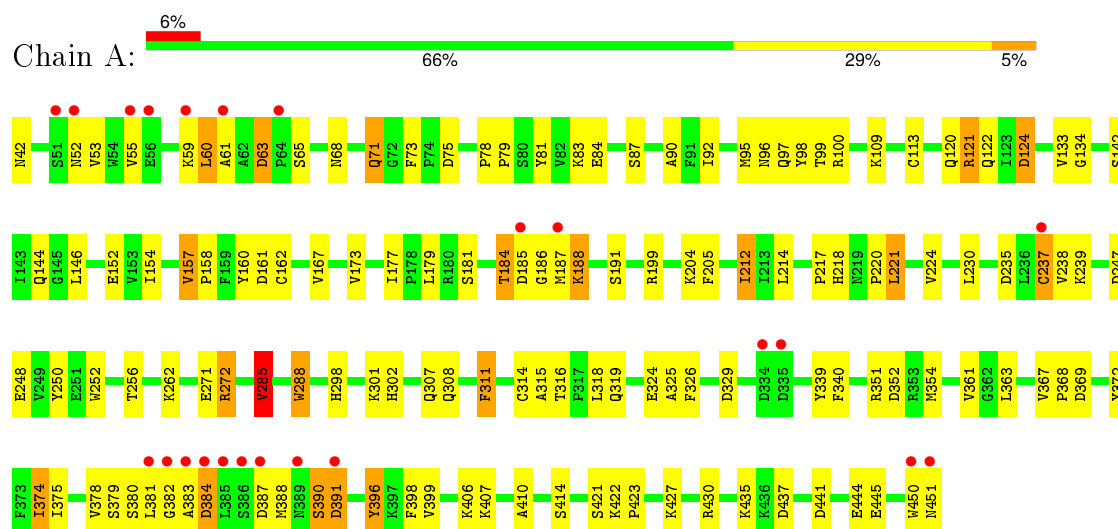 6%
Chain A:
66% 29% 5%
N42 S51 N52 V53 W54 V55 E56 K59 L60 A61 A62 D63 P64 S65 N68 Q71 G72 F73 P74 D75 P78 P79 S80 Y81 V82 K83 E84 S87 A90 F91 I92 M95 N96 Q97 Y98 T99 R100 K109 C113 Q120 R121 Q122 I123 D124 V133 G134 S142
I143 Q144 G145 L146 E152 V153 I154 V157 P158 F159 Y160 D161 C162 V167 V173 I177 P178 L179 R180 S181 T184 D185 G186 M187 K188 S191 R199 K204 F205 I212 I213 L214 P217 H218 N219 P220 L221 V224 L230 D235 L236 C237 V238 K239 D247
E248 V249 Y250 E251 W252 T256 K262 E271 R272 V285 W288 H298 K301 H302 Q307 Q308 F311 C314 A315 T316 P317 L318 Q319 E324 A325 F326 D329 D334 D335 Y339 F340 R351 D352 R353 M354 V361 G362 L363 V367 P368 D369 Y372
F373 I374 I375 V378 S379 S380 L381 G382 A383 D384 L385 S386 D387 M388 N389 S390 D391 Y396 K397 F398 V399 K406 K407 A410 S414 S421 K422 P423 K427 R430 K435 K436 D437 D441 E444 E445 W450 N451